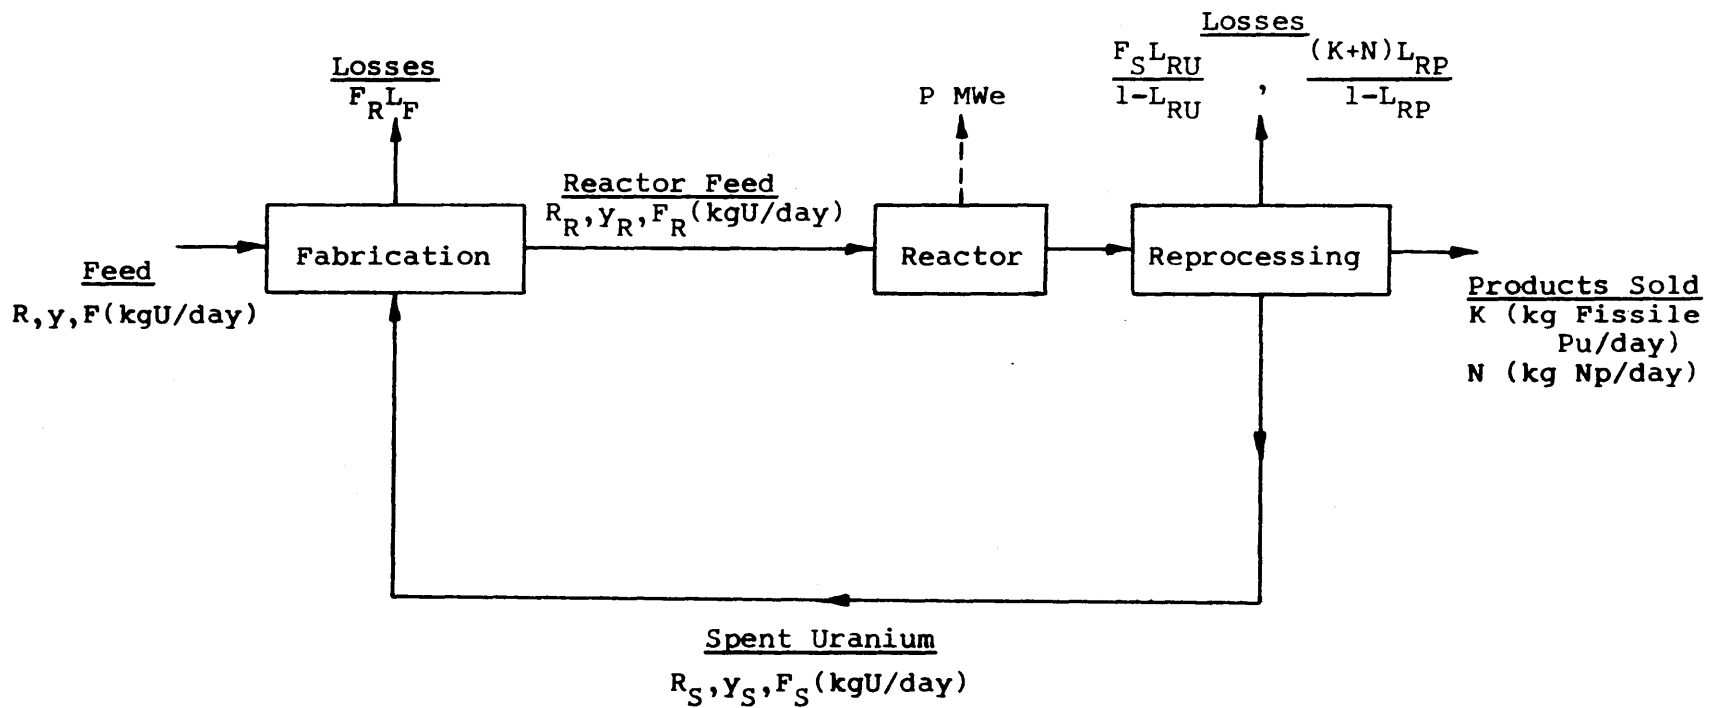 Losses
F_R L_F
P MWe
Losses
F_S L_RU / 1-L_RU , (K+N)L_RP / 1-L_RP
Reactor Feed
R_R,y_R,F_R(kgU/day)
Feed
R,y,F(kgU/day)
Fabrication
Reactor
Reprocessing
Products Sold
K (kg Fissile
Pu/day)
N (kg Np/day)
Spent Uranium
R_S,y_S,F_S(kgU/day)